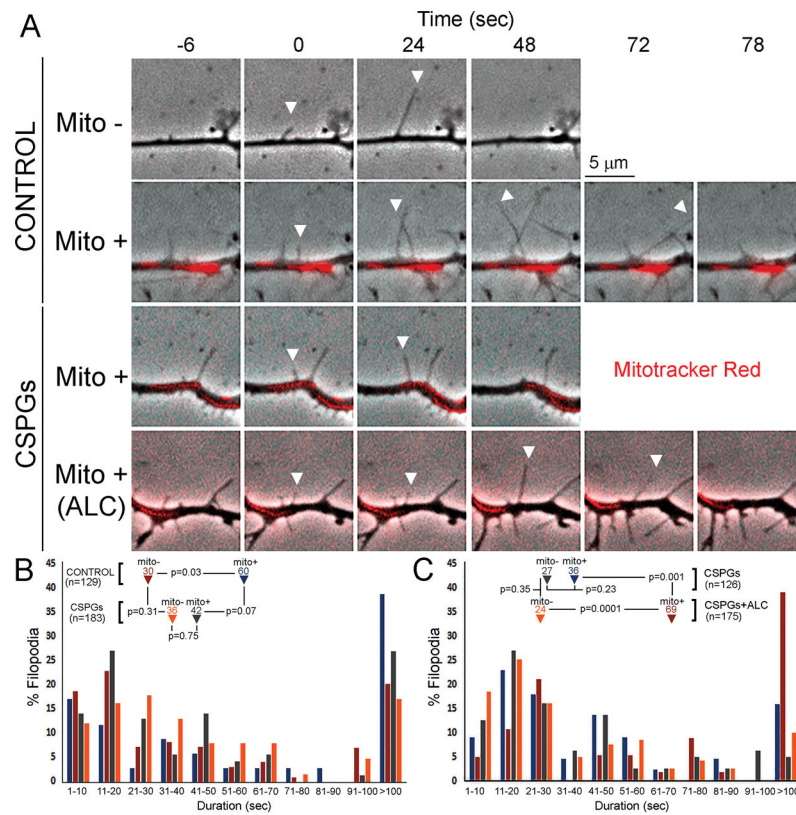 A
Time (sec)
-6 0 24 48 72 78
CONTROL
Mito -
5 µm
Mito +
CSPGs
Mito +
Mitotracker Red
Mito +
(ALC)
B
45
40
35
30
25
20
15
10
5
0
% Filopodia
CONTROL
(n=129)
mito-
30
p=0.03
mito+
60
p=0.31
p=0.07
CSPGs
(n=183)
mito-
36
mito+
42
p=0.75
1-10 11-20 21-30 31-40 41-50 51-60 61-70 71-80 81-90 91-100 >100
Duration (sec)
C
45
40
35
30
25
20
15
10
5
0
% Filopodia
mito-
27
mito+
36
p=0.001
CSPGs
(n=126)
p=0.35
p=0.23
mito-
24
p=0.0001
mito+
69
CSPGs+ALC
(n=175)
1-10 11-20 21-30 31-40 41-50 51-60 61-70 71-80 81-90 91-100 >100
Duration (sec)